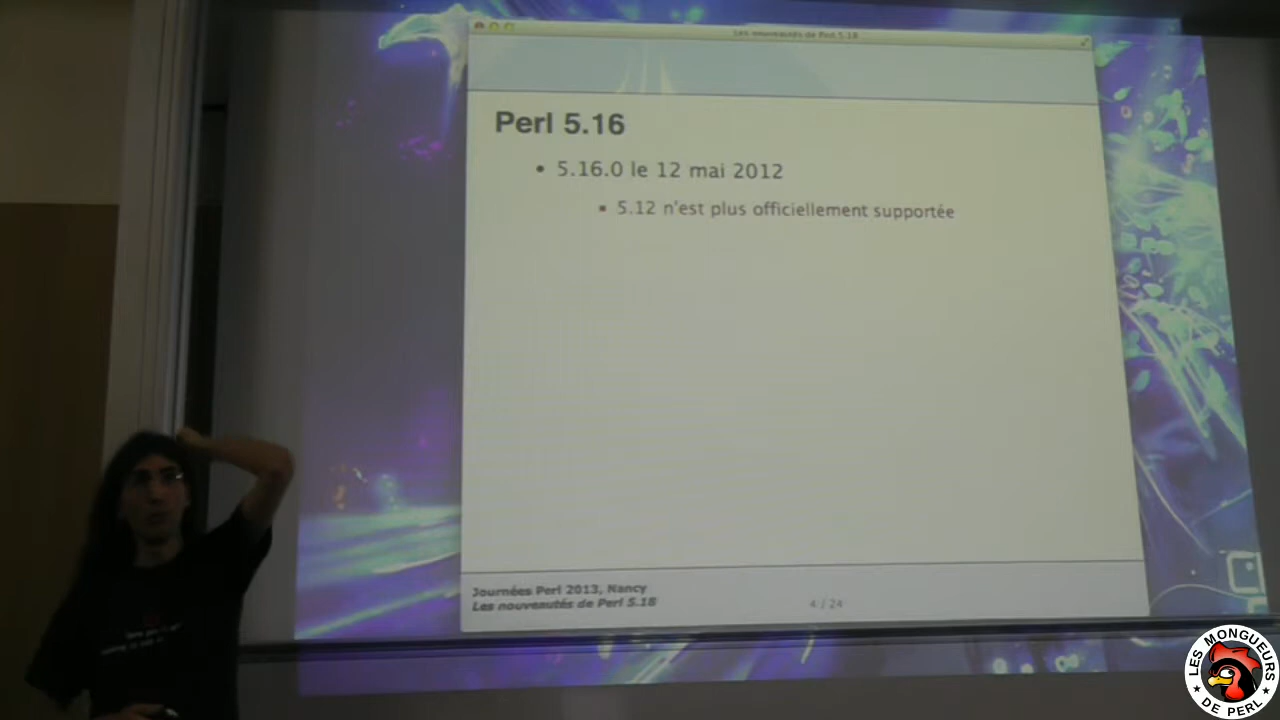 Les nouveautés de Perl 5.18
Perl 5.16
• 5.16.0 le 12 mai 2012
▪ 5.12 n'est plus officiellement supportée
Journées Perl 2013, Nancy
Les nouveautés de Perl 5.18
4 / 24
LES MONGUEURS
★ DE PERL ★